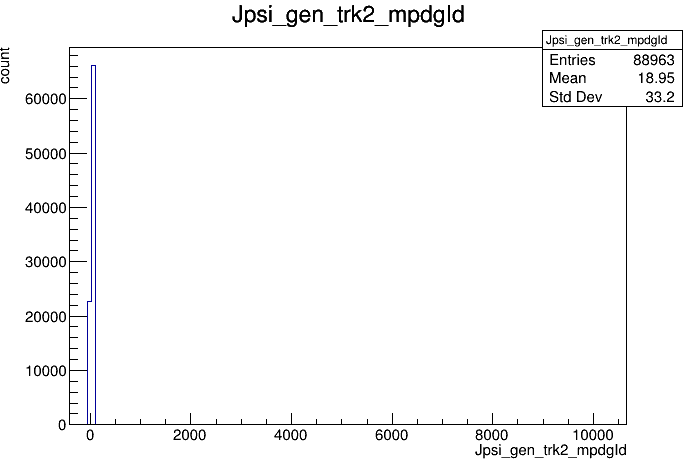 Jpsi_gen_trk2_mpdgId
Jpsi_gen_trk2_mpdgId
Entries 88963
Mean 18.95
Std Dev 33.2
count
60000
50000
40000
30000
20000
10000
0
0 2000 4000 6000 8000 10000
Jpsi_gen_trk2_mpdgId